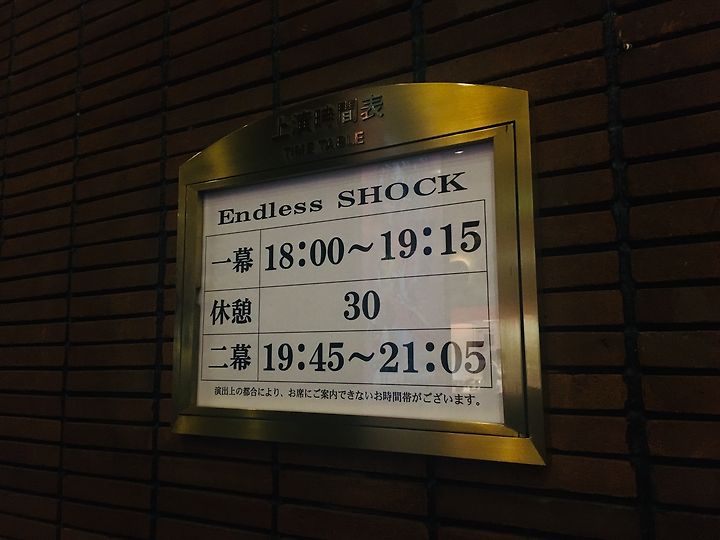 上演時間表
TIME TABLE
Endless SHOCK
一幕 18:00〜19:15
休憩 30
二幕 19:45〜21:05
演出上の都合により、お席にご案内できないお時間帯がございます。